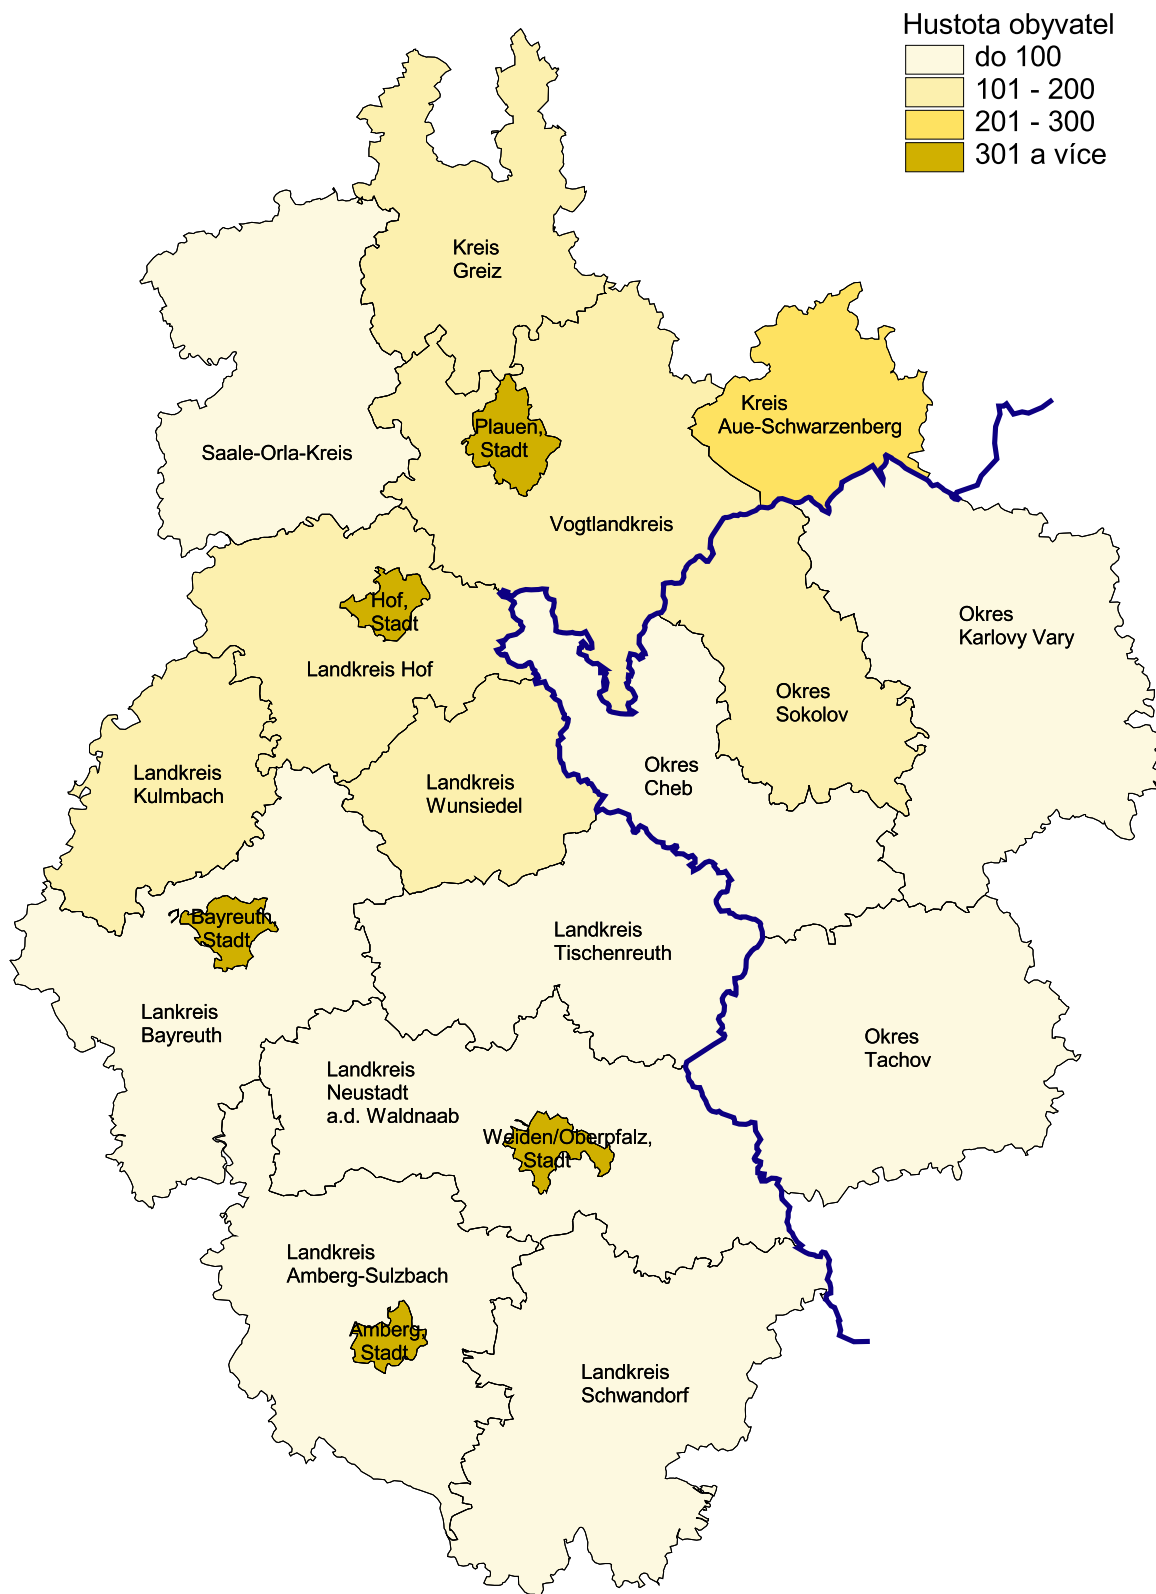 Hustota obyvatel
do 100
101 - 200
201 - 300
301 a více
Kreis
Greiz
Kreis
Aue-Schwarzenberg
Plauen,
Stadt
Saale-Orla-Kreis
Vogtlandkreis
Hof,
Stadt
Okres
Karlovy Vary
Landkreis Hof
Okres
Sokolov
Landkreis
Kulmbach
Landkreis
Wunsiedel
Okres
Cheb
Bayreuth,
Stadt
Landkreis
Tischenreuth
Lankreis
Bayreuth
Okres
Tachov
Landkreis
Neustadt
a.d. Waldnaab
Weiden/Oberpfalz,
Stadt
Landkreis
Amberg-Sulzbach
Amberg,
Stadt
Landkreis
Schwandorf